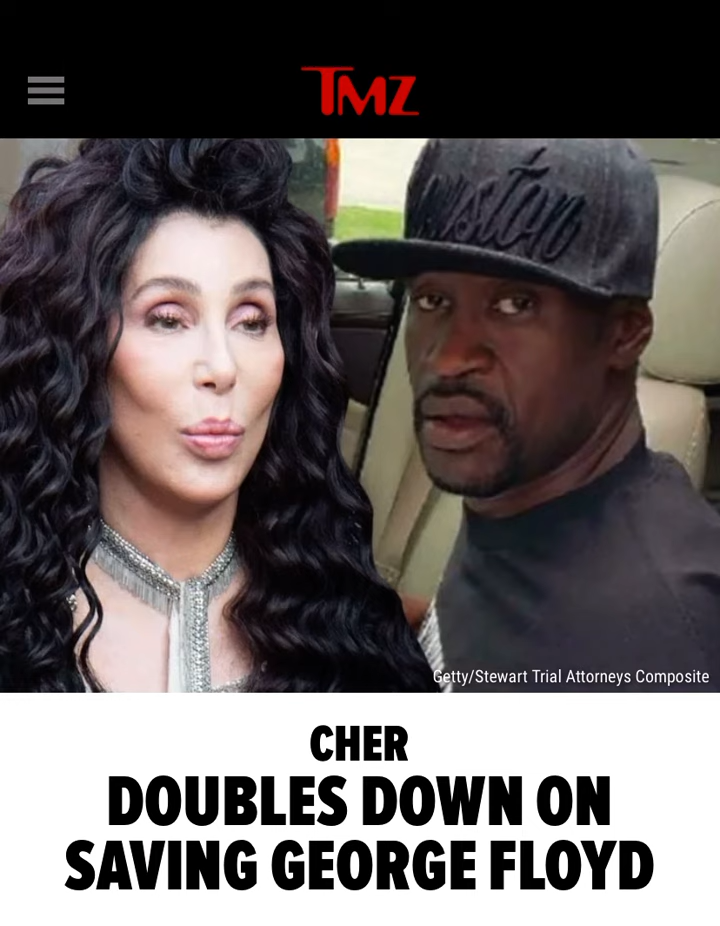 TMZ
Getty/Stewart Trial Attorneys Composite
CHER
DOUBLES DOWN ON
SAVING GEORGE FLOYD